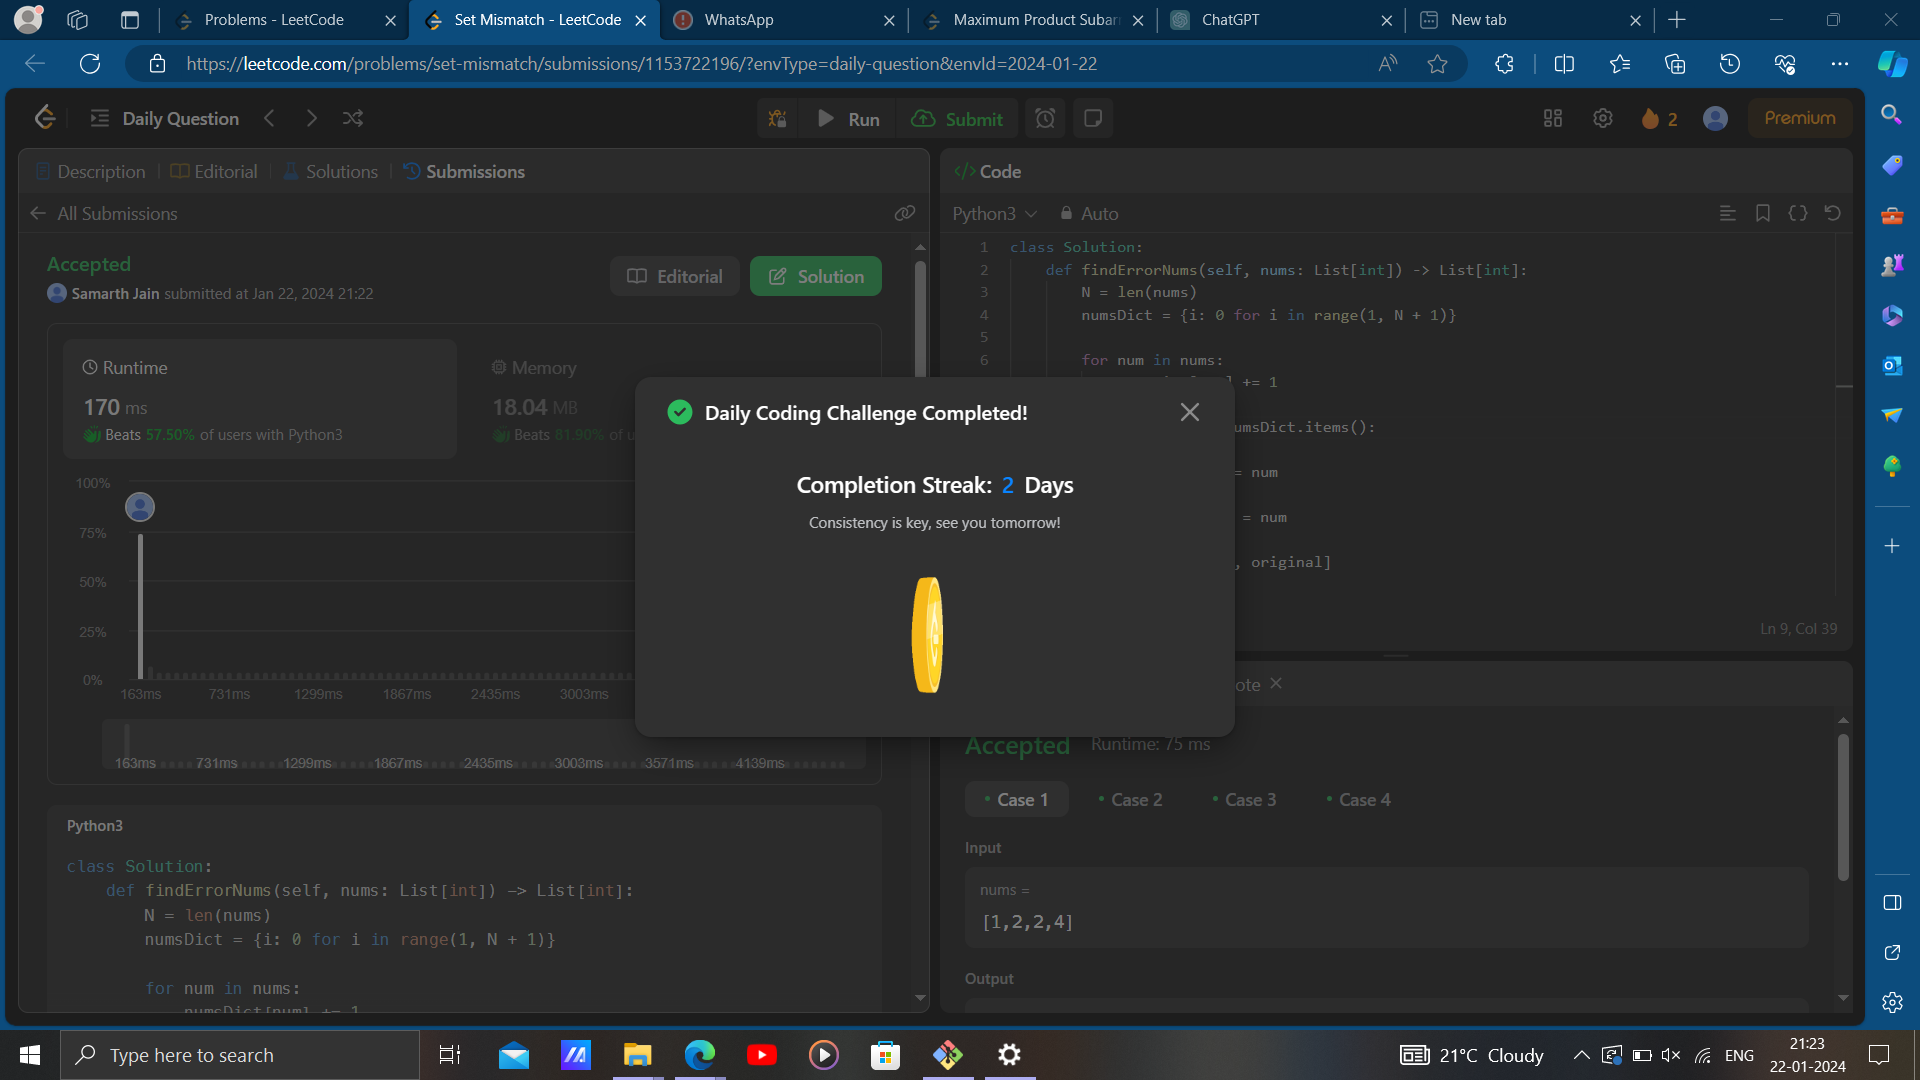 Problems - LeetCode
Set Mismatch - LeetCode
WhatsApp
Maximum Product Subar
ChatGPT
New tab
https://leetcode.com/problems/set-mismatch/submissions/1153722196/?envType=daily-question&envId=2024-01-22
Daily Question
Run
Submit
2
Premium
Description
Editorial
Solutions
Submissions
All Submissions
Accepted
Samarth Jain submitted at Jan 22, 2024 21:22
Editorial
Solution
Runtime
170 ms
Beats 57.50% of users with Python3
Memory
18.04 MB
Beats 81.90% of u
100%
75%
50%
25%
0%
163ms 731ms 1299ms 1867ms 2435ms 3003ms
163ms 731ms 1299ms 1867ms 2435ms 3003ms 3571ms 4139ms
Python3
class Solution:
def findErrorNums(self, nums: List[int]) -> List[int]:
N = len(nums)
numsDict = {i: 0 for i in range(1, N + 1)}
for num in nums:
numsDict[num] += 1
Daily Coding Challenge Completed!
Completion Streak: 2 Days
Consistency is key, see you tomorrow!
</> Code
Python3
Auto
1 class Solution:
2 def findErrorNums(self, nums: List[int]) -> List[int]:
3 N = len(nums)
4 numsDict = {i: 0 for i in range(1, N + 1)}
5
6 for num in nums:
] += 1
umsDict.items():
= num
= num
, original]
Ln 9, Col 39
ote
Accepted
Runtime: 75 ms
Case 1
Case 2
Case 3
Case 4
Input
nums =
[1,2,2,4]
Output
Type here to search
21°C Cloudy
ENG
21:23
22-01-2024